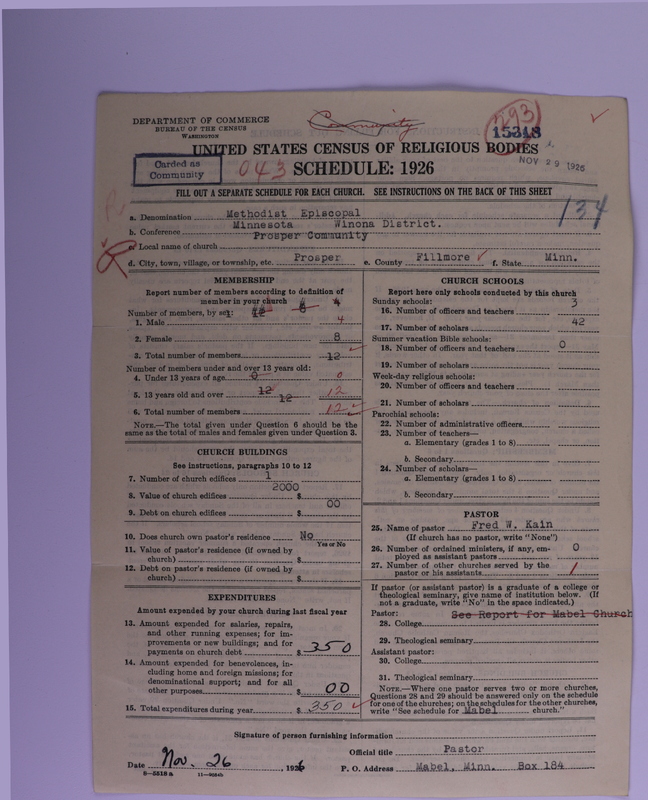 DEPARTMENT OF COMMERCE
BUREAU OF THE CENSUS
WASHINGTON
Community
293
15318
UNITED STATES CENSUS OF RELIGIOUS BODIES
NOV 29 1926
Carded as
Community
043
SCHEDULE: 1926
FILL OUT A SEPARATE SCHEDULE FOR EACH CHURCH. SEE INSTRUCTIONS ON THE BACK OF THIS SHEET
134
a. Denomination Methodist Episcopal
b. Conference Minnesota Winona District.
c. Local name of church Prosper Community
d. City, town, village, or township, etc. Prosper e. County Fillmore f. State Minn.
MEMBERSHIP
Report number of members according to definition of
member in your church
Number of members, by sex:
1. Male 4
2. Female 8
3. Total number of members 12
Number of members under and over 13 years old:
4. Under 13 years of age 0 0
5. 13 years old and over 12 12 12
6. Total number of members 12
NOTE.—The total given under Question 6 should be
same as the total of males and females given under Question 3.
CHURCH BUILDINGS
See instructions, paragraphs 10 to 12
7. Number of church edifices 1
8. Value of church edifices 2000 $
9. Debt on church edifices $ 00
10. Does church own pastor's residence No
Yes or No
11. Value of pastor's residence (if owned by
church) $
12. Debt on pastor's residence (if owned by
church) $
EXPENDITURES
Amount expended by your church during last fiscal year
13. Amount expended for salaries, repairs,
and other running expenses; for im-
provements or new buildings; and for
payments on church debt $ 350
14. Amount expended for benevolences, in-
cluding home and foreign missions; for
denominational support; and for all
other purposes $ 00
15. Total expenditures during year $ 350
CHURCH SCHOOLS
Report here only schools conducted by this church
Sunday schools:
16. Number of officers and teachers 3
17. Number of scholars 42
Summer vacation Bible schools:
18. Number of officers and teachers 0
19. Number of scholars
Week-day religious schools:
20. Number of officers and teachers
21. Number of scholars
Parochial schools:
22. Number of administrative officers
23. Number of teachers—
a. Elementary (grades 1 to 8)
b. Secondary
24. Number of scholars—
a. Elementary (grades 1 to 8)
b. Secondary
PASTOR
25. Name of pastor Fred W. Kain
(If church has no pastor, write "None")
26. Number of ordained ministers, if any, em-
ployed as assistant pastors 0
27. Number of other churches served by the
pastor or his assistants 1
If pastor (or assistant pastor) is a graduate of a college or
theological seminary, give name of institution below. (If
not a graduate, write "No" in the space indicated.)
Pastor: See Report for Mabel Church
28. College
29. Theological seminary
Assistant pastor:
30. College
31. Theological seminary
NOTE.—Where one pastor serves two or more churches,
Questions 28 and 29 should be answered only on the schedule
for one of the churches; on the schedules for the other churches,
write "See schedule for Mabel church."
Signature of person furnishing information
Official title Pastor
Date Nov. 26, 1926
P. O. Address Mabel, Minn. Box 184